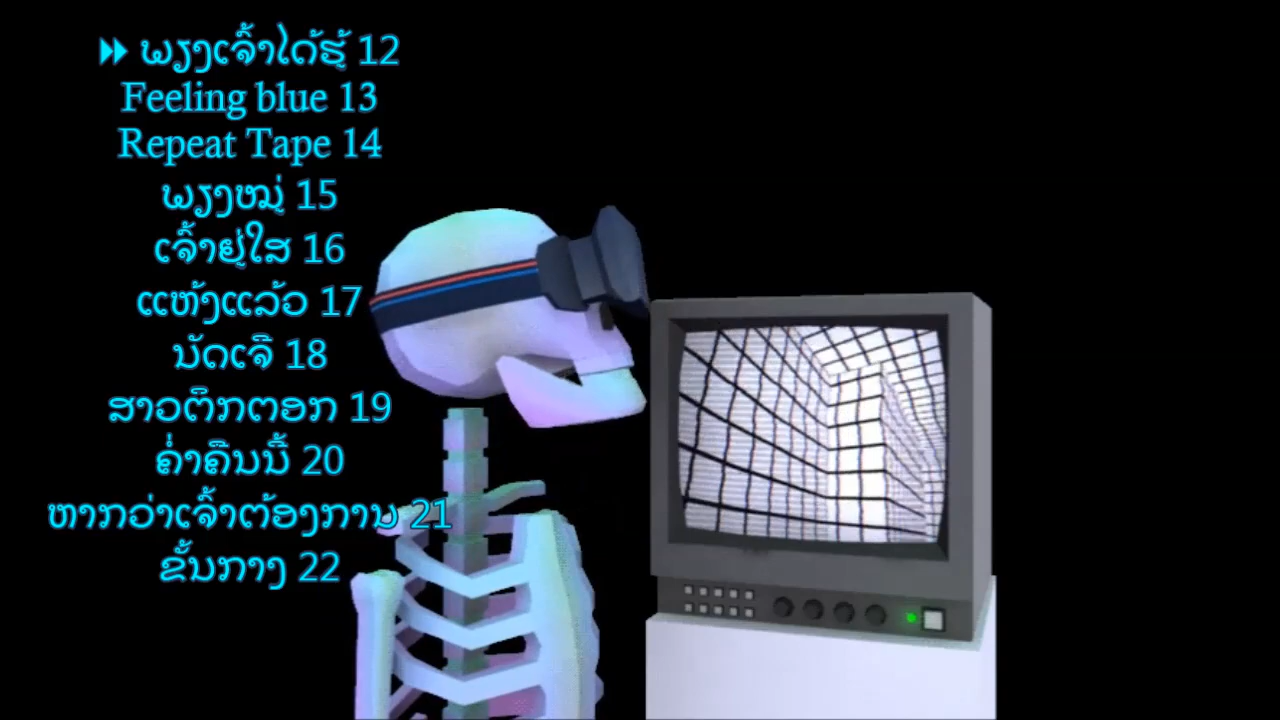 ⏩ ພຽງເຈົ້າໄດ້ຮູ້ 12
Feeling blue 13
Repeat Tape 14
ພຽງໝູ່ 15
ເຈົ້າຢູ່ໃສ 16
ແຫ້ງແລ້ວ 17
ນັດເຈິ 18
ສາວຕິກຕອກ 19
ຄ່ຳຄືນນີ້ 20
ຫາກວ່າເຈົ້າຕ້ອງການ 21
ຂັ້ນກາງ 22